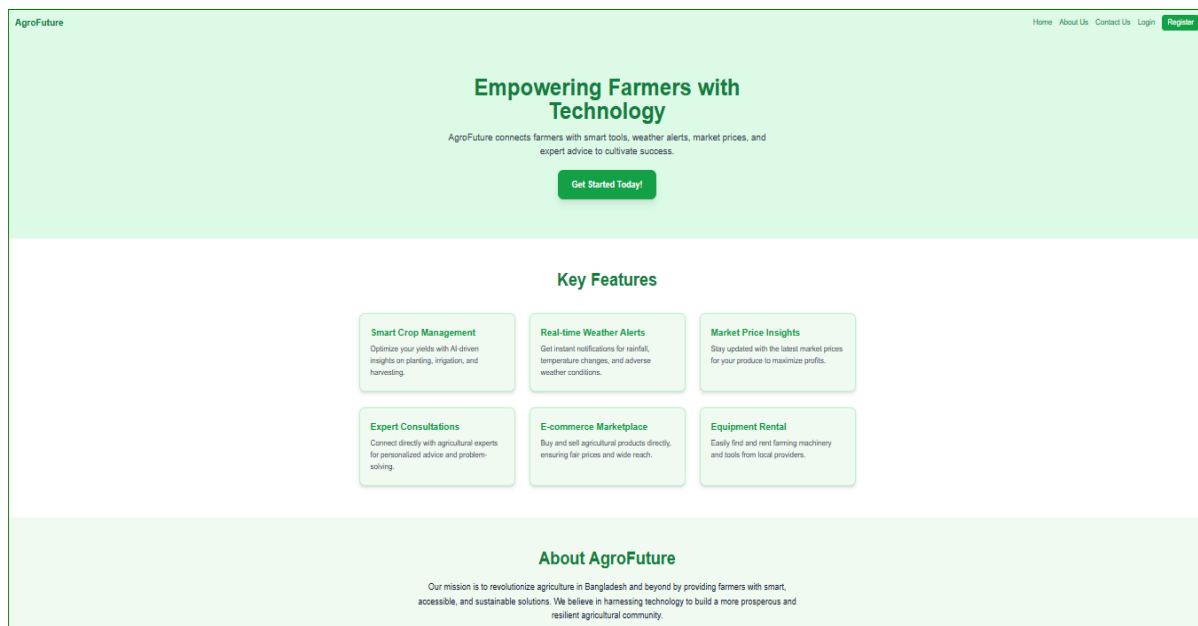 AgroFuture
Home About Us Contact Us Login Register
Empowering Farmers with
Technology
AgroFuture connects farmers with smart tools, weather alerts, market prices, and
expert advice to cultivate success.
Get Started Today!
Key Features
Smart Crop Management
Optimize your yields with AI-driven
insights on planting, irrigation, and
harvesting.
Real-time Weather Alerts
Get instant notifications for rainfall,
temperature changes, and adverse
weather conditions.
Market Price Insights
Stay updated with the latest market prices
for your produce to maximize profits.
Expert Consultations
Connect directly with agricultural experts
for personalized advice and problem-
solving.
E-commerce Marketplace
Buy and sell agricultural products directly,
ensuring fair prices and wide reach.
Equipment Rental
Easily find and rent farming machinery
and tools from local providers.
About AgroFuture
Our mission is to revolutionize agriculture in Bangladesh and beyond by providing farmers with smart,
accessible, and sustainable solutions. We believe in harnessing technology to build a more prosperous and
resilient agricultural community.